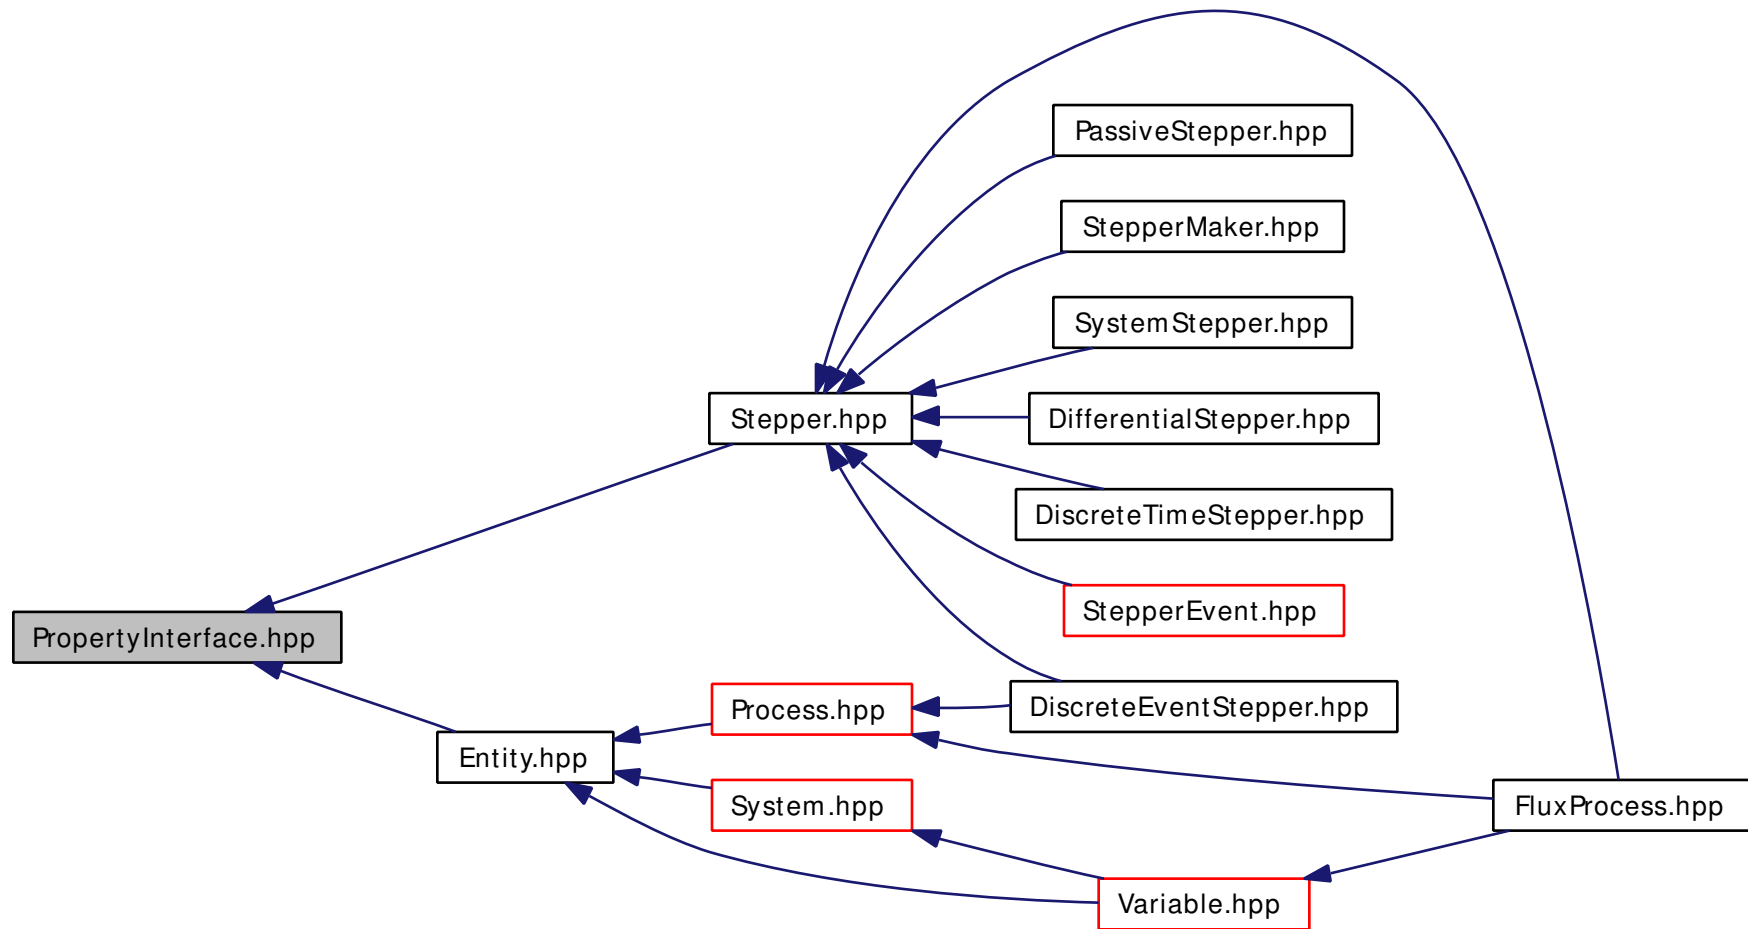 PassiveStepper.hpp
StepperMaker.hpp
SystemStepper.hpp
Stepper.hpp
DifferentialStepper.hpp
DiscreteTimeStepper.hpp
StepperEvent.hpp
PropertyInterface.hpp
Process.hpp
DiscreteEventStepper.hpp
Entity.hpp
System.hpp
FluxProcess.hpp
Variable.hpp